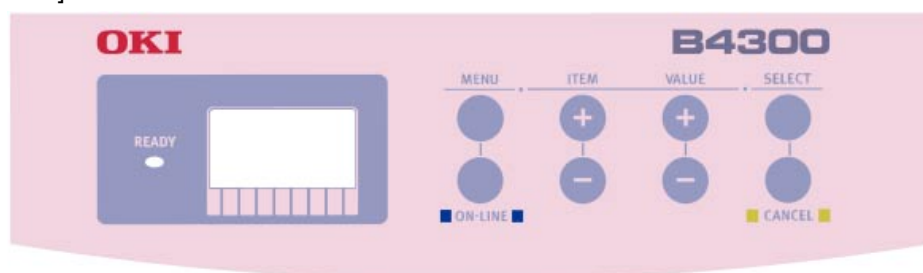 OKI B4300
MENU ITEM VALUE SELECT
READY
+ +
− −
ON-LINE CANCEL